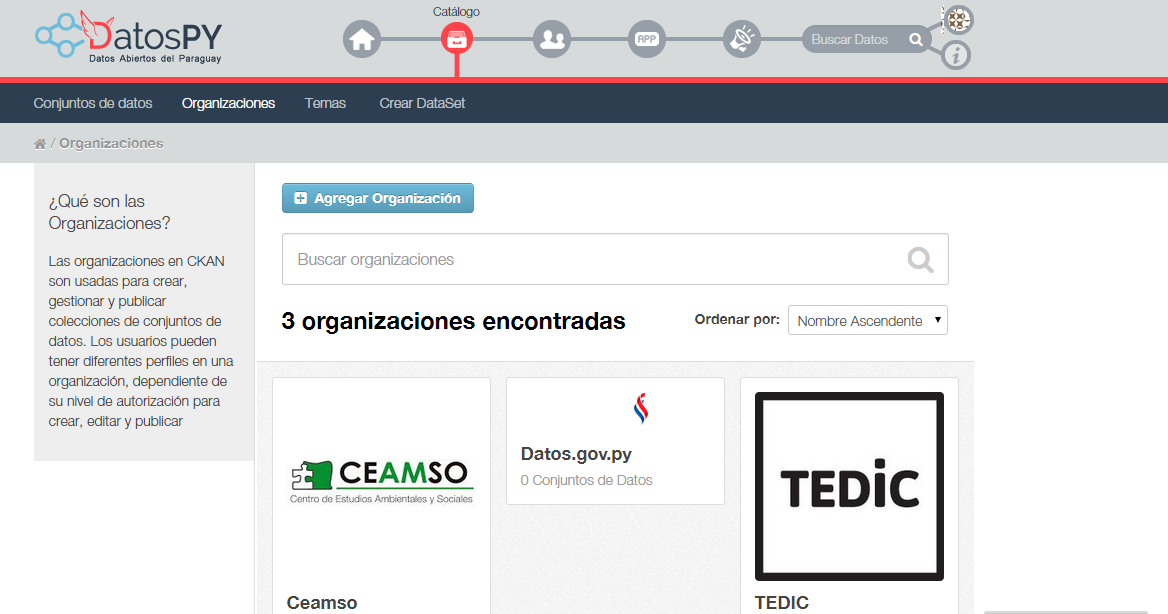 Catálogo
DatosPY
Datos Abiertos del Paraguay
APP
Buscar Datos
i
Conjuntos de datos Organizaciones Temas Crear DataSet
/ Organizaciones
¿Qué son las
Organizaciones?
Las organizaciones en CKAN
son usadas para crear,
gestionar y publicar
colecciones de conjuntos de
datos. Los usuarios pueden
tener diferentes perfiles en una
organización, dependiente de
su nivel de autorización para
crear, editar y publicar
Agregar Organización
Buscar organizaciones
3 organizaciones encontradas
Ordenar por: Nombre Ascendente
CEAMSO
Centro de Estudios Ambientales y Sociales
Ceamso
Datos.gov.py
0 Conjuntos de Datos
TEDiC
TEDIC